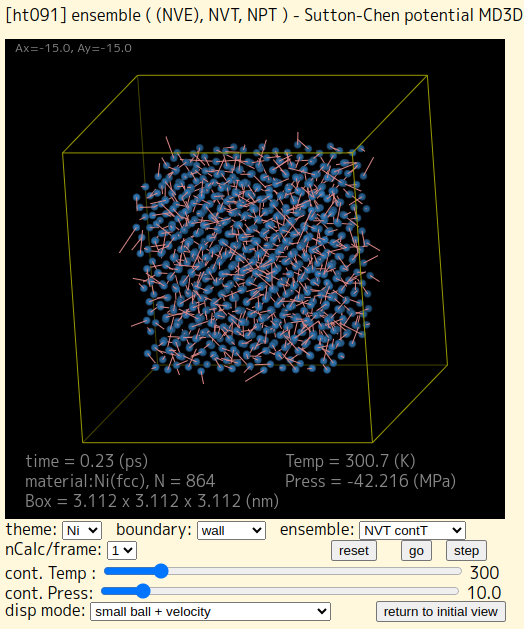 [ht091] ensemble ( (NVE), NVT, NPT ) - Sutton-Chen potential MD3D
Ax=-15.0, Ay=-15.0
time = 0.23 (ps) Temp = 300.7 (K)
material:Ni(fcc), N = 864 Press = -42.216 (MPa)
Box = 3.112 x 3.112 x 3.112 (nm)
theme: Ni boundary: wall ensemble: NVT contT
nCalc/frame: 1 reset go step
cont. Temp : 300
cont. Press: 10.0
disp mode: small ball + velocity return to initial view